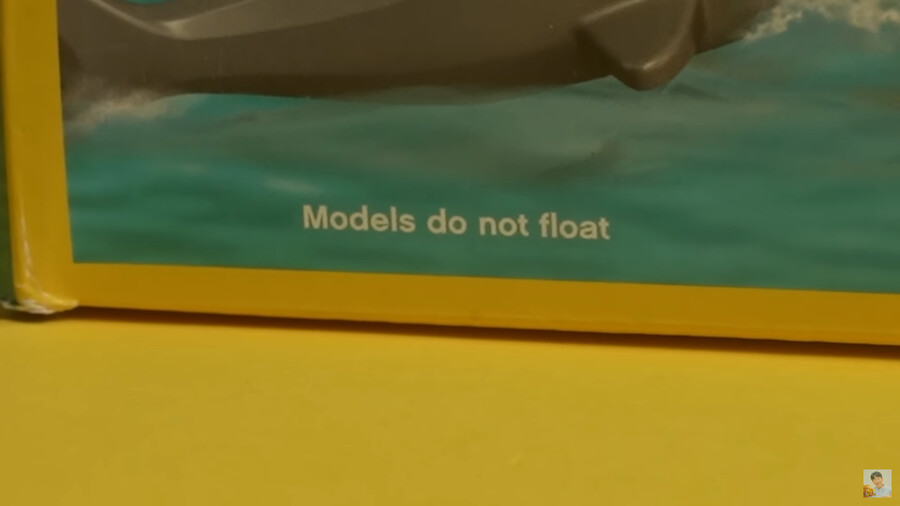 Models do not float